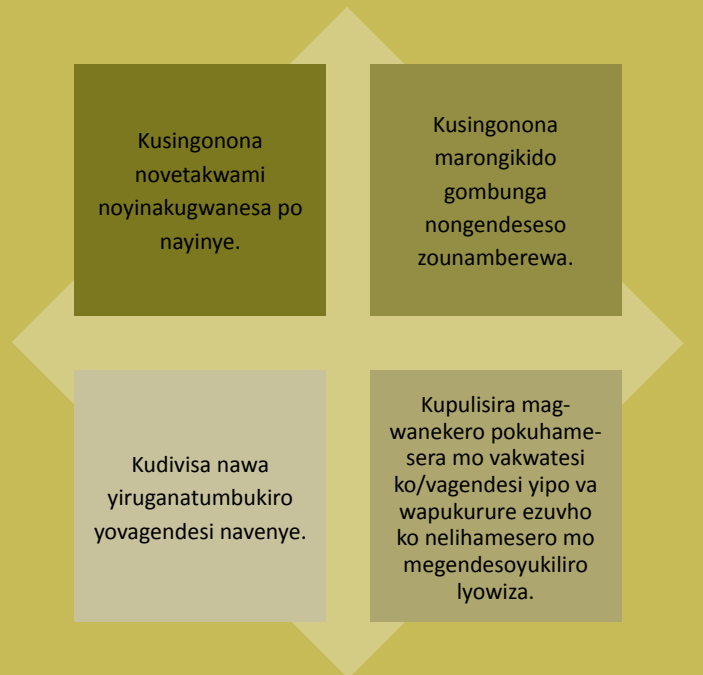 Kusingonona
novetakwami
noyinakugwanesa po
nayinye.
Kusingonona
marongikido
gombunga
nongendeseso
zounamberewa.
Kudivisa nawa
yiruganatumbukiro
yovagendesi navenye.
Kupulisira mag-
wanekero pokuhame-
sera mo vakwatesi
ko/vagendesi yipo va
wapukurure ezuvho
ko nelihamesero mo
megendesoyukiliro
lyowiza.